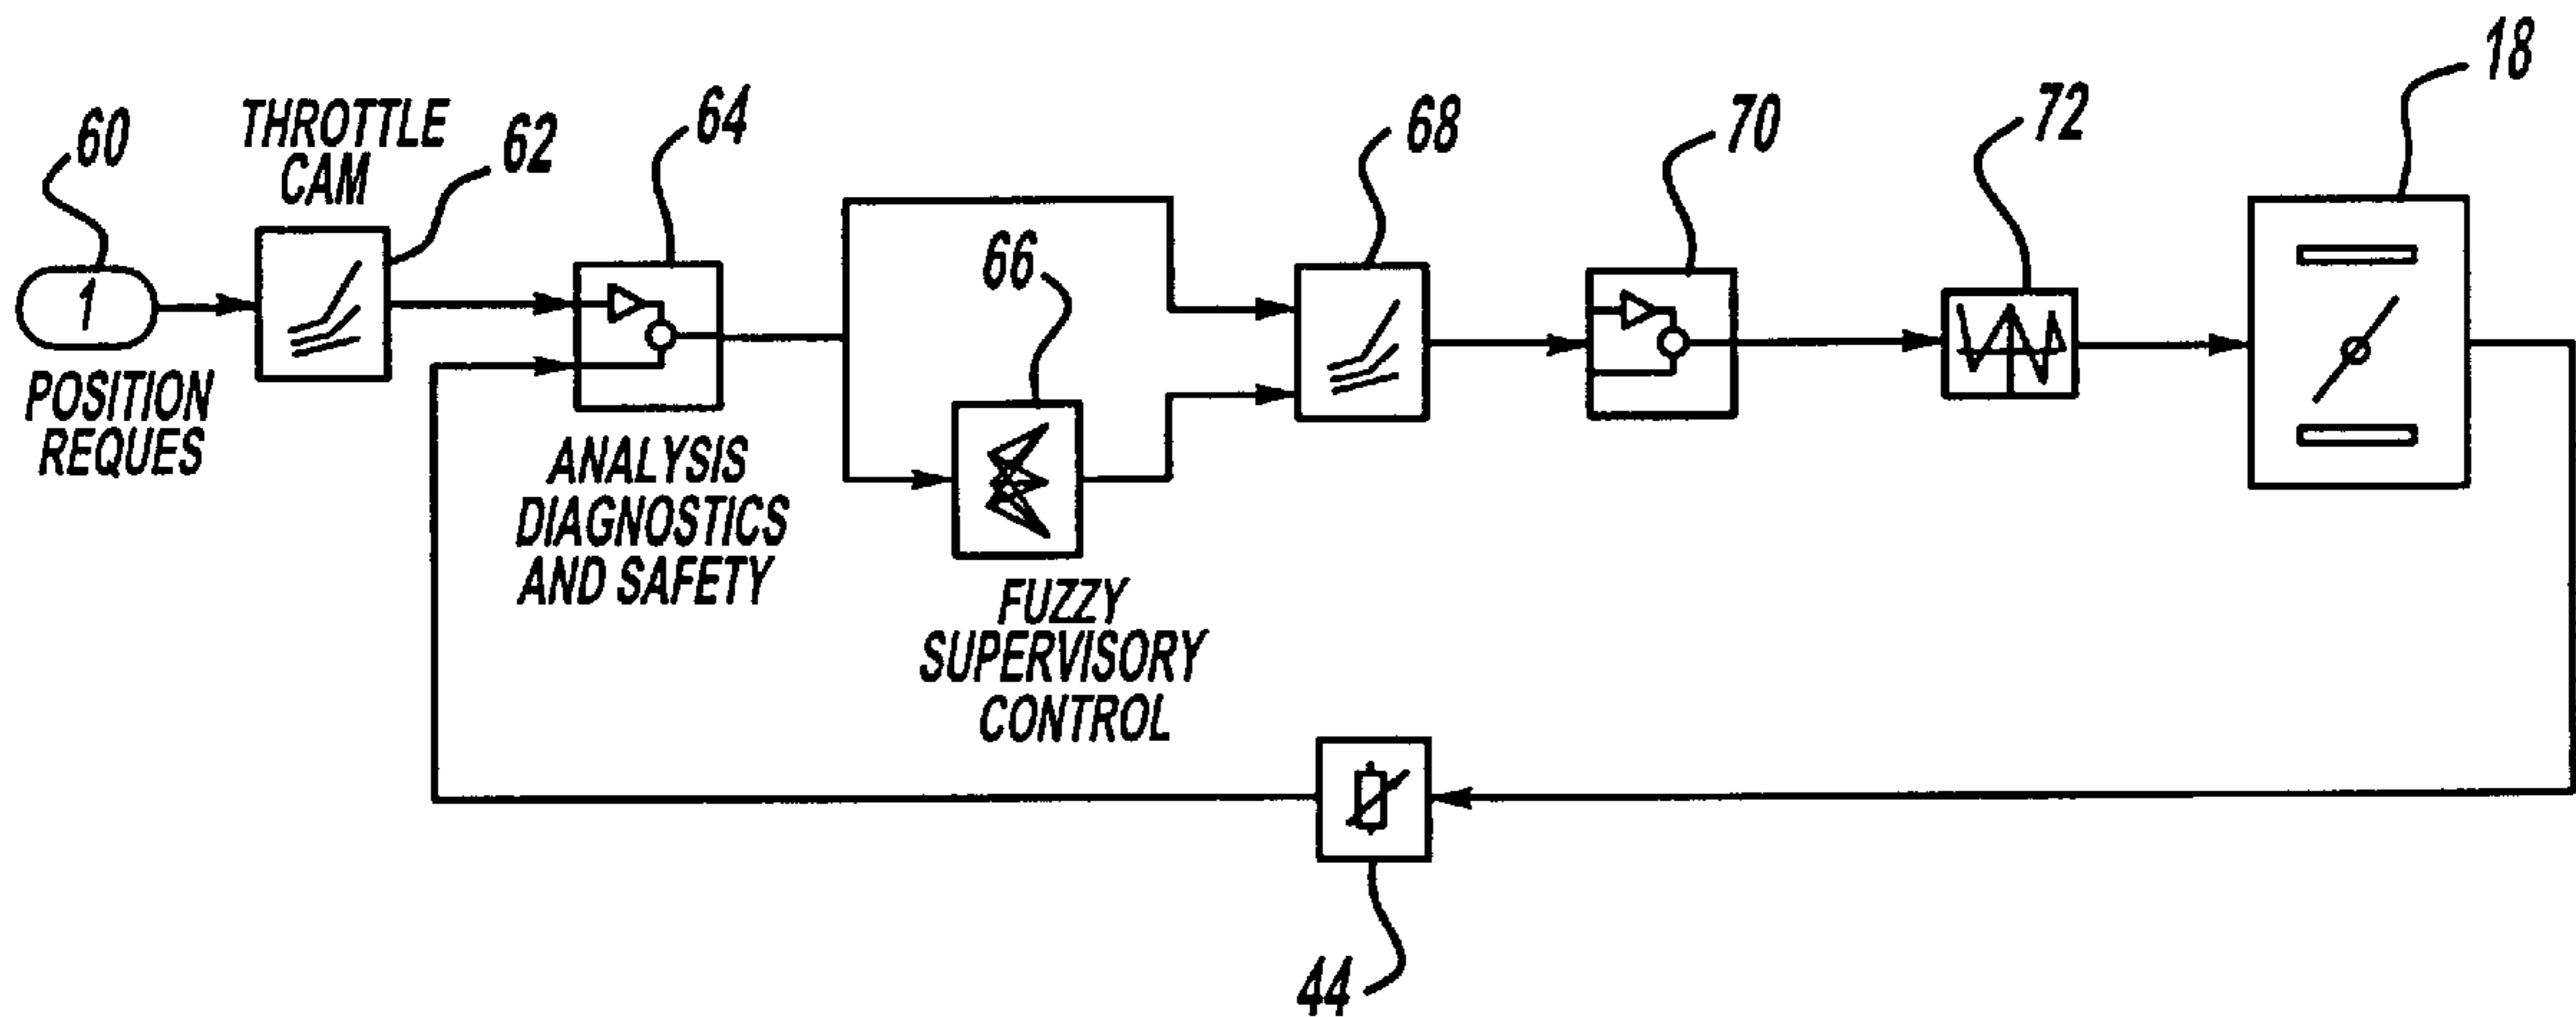 18
60
THROTTLE
CAM
62
64
68
70
72
1
66
POSITION
REQUES
ANALYSIS
DIAGNOSTICS
AND SAFETY
FUZZY
SUPERVISORY
CONTROL
44